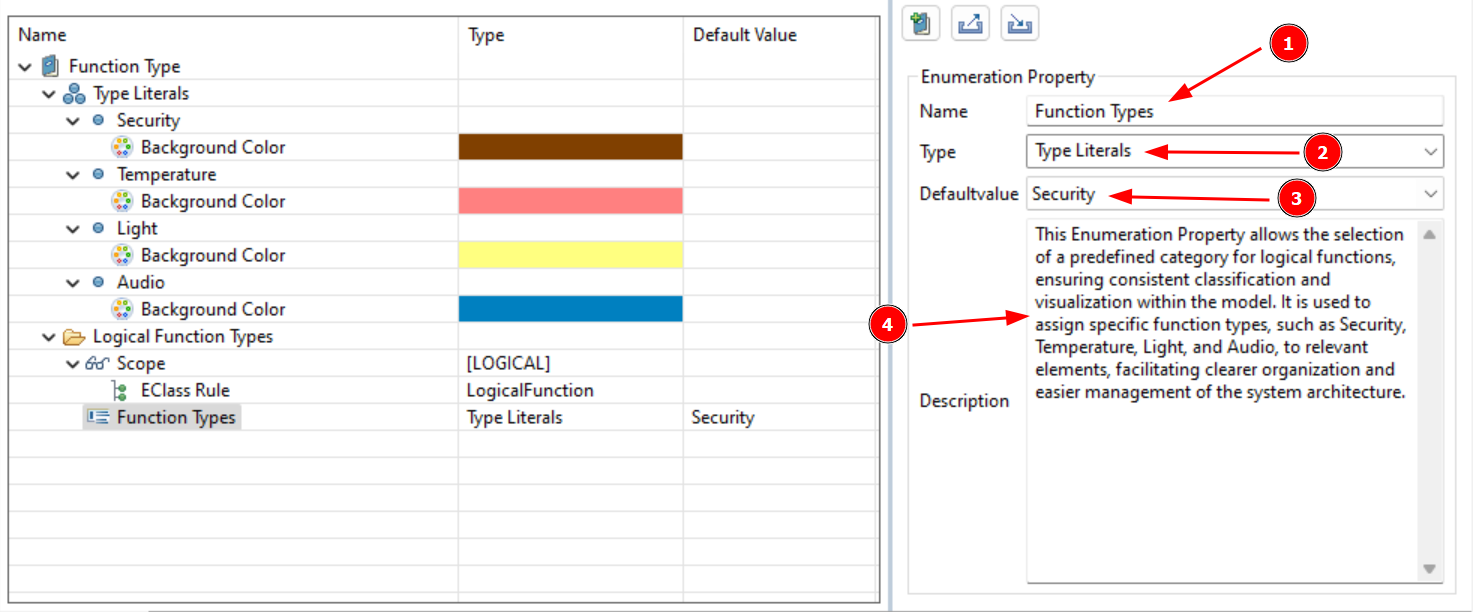 Name Type Default Value
Function Type
Type Literals
Security
Background Color
Temperature
Background Color
Light
Background Color
Audio
Background Color
Logical Function Types
Scope [LOGICAL]
EClass Rule LogicalFunction
Function Types Type Literals Security
Enumeration Property
1
Name Function Types
Type Type Literals 2
Defaultvalue Security 3
Description
This Enumeration Property allows the selection
of a predefined category for logical functions,
ensuring consistent classification and
visualization within the model. It is used to
assign specific function types, such as Security,
Temperature, Light, and Audio, to relevant
elements, facilitating clearer organization and
easier management of the system architecture.
4